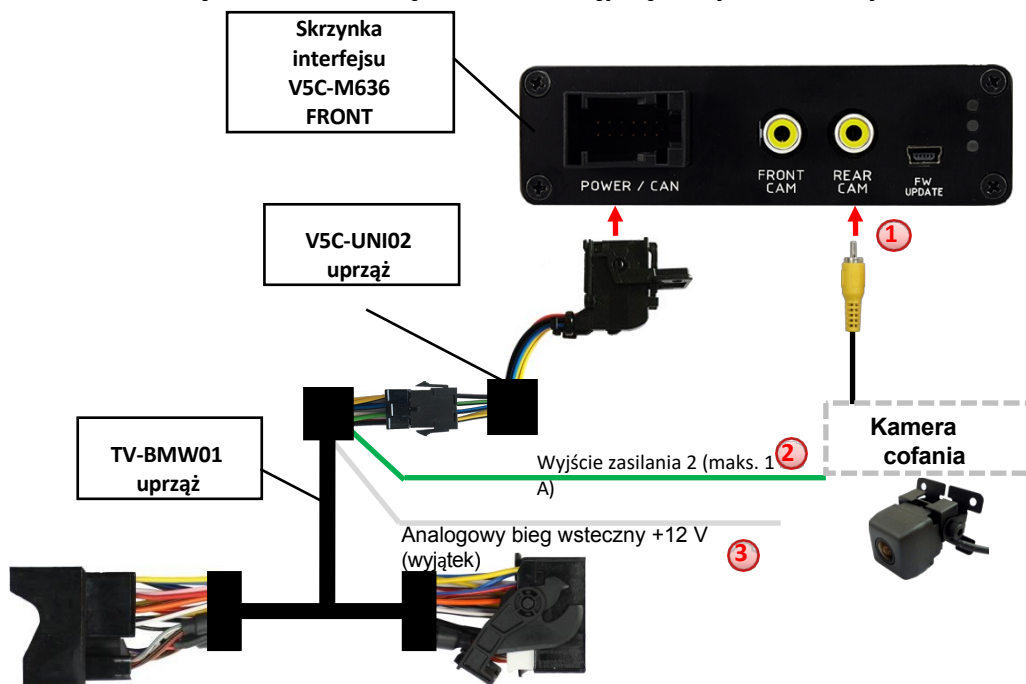 Skrzynka
interfejsu
V5C-M636
FRONT
POWER / CAN
FRONT
CAM
REAR
CAM
FW
UPDATE
1
V5C-UNI02
uprząż
TV-BMW01
uprząż
Kamera
cofania
Wyjście zasilania 2 (maks. 1
A)
2
Analogowy bieg wsteczny +12 V
(wyjątek)
3